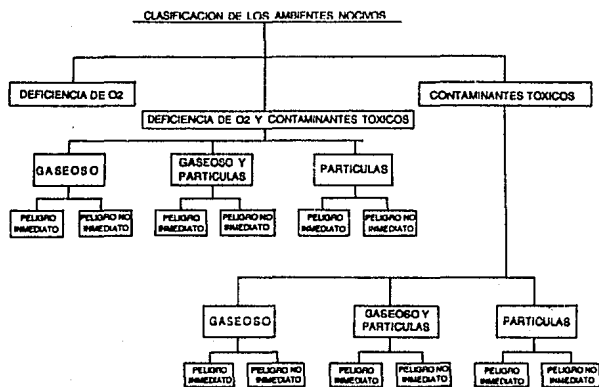 CLASIFICACION DE LOS AMBIENTES NOCIVOS
DEFICIENCIA DE O2
DEFICIENCIA DE O2 Y CONTAMINANTES TOXICOS
CONTAMINANTES TOXICOS
GASEOSO
GASEOSO Y
PARTICULAS
PARTICULAS
PELIGRO
INMEDIATO
PELIGRO NO
INMEDIATO
PELIGRO
INMEDIATO
PELIGRO NO
INMEDIATO
PELIGRO
INMEDIATO
PELIGRO NO
INMEDIATO
GASEOSO
GASEOSO Y
PARTICULAS
PARTICULAS
PELIGRO
INMEDIATO
PELIGRO NO
INMEDIATO
PELIGRO
INMEDIATO
PELIGRO NO
INMEDIATO
PELIGRO
INMEDIATO
PELIGRO NO
INMEDIATO